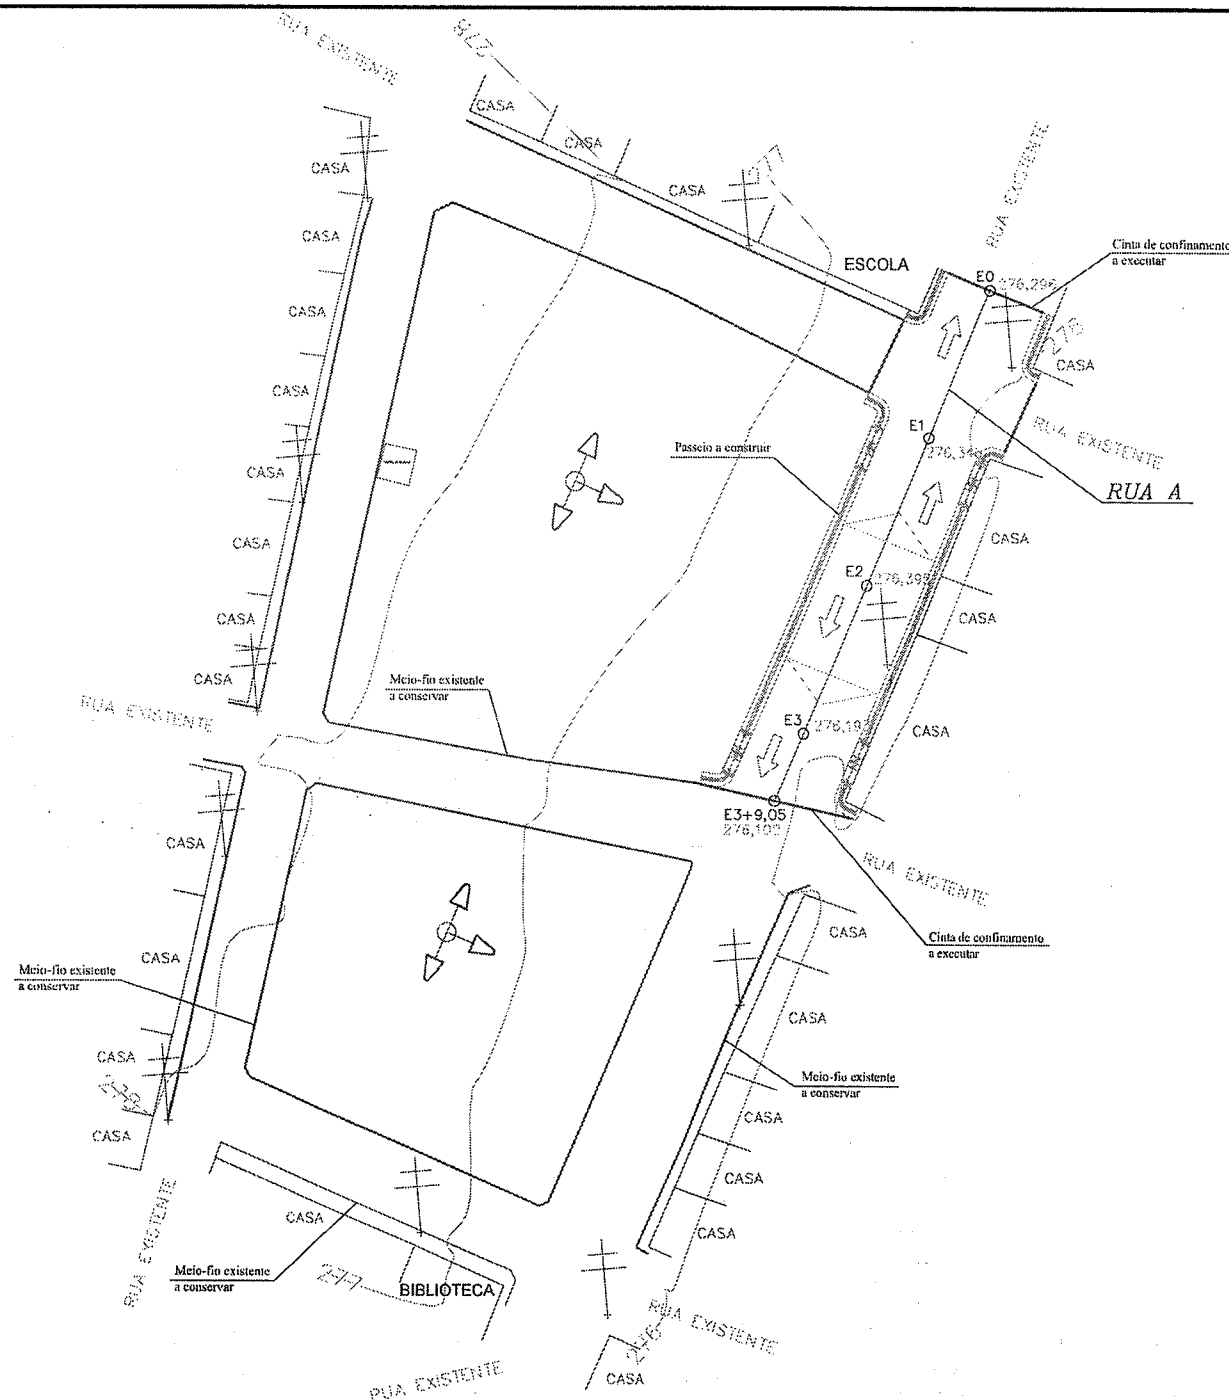 RUA EXISTENTE
278
CASA
CASA
CASA
CASA
277
RUA EXISTENTE
CASA
ESCOLA
Cinta de confinamento
a executar
E0
276,296
CASA
276
CASA
CASA
E1
RUA EXISTENTE
Passeio a construir
CASA
RUA A
CASA
CASA
E2
CASA
CASA
CASA
Meio-fio existente
a conservar
RUA EXISTENTE
E3
CASA
E3+9,05
276,100
CASA
RUA EXISTENTE
CASA
Cinta de confinamento
a executar
CASA
Meio-fio existente
a conservar
CASA
CASA
Meio-fio existente
a conservar
CASA
CASA
CASA
RUA EXISTENTE
CASA
CASA
Meio-fio existente
a conservar
277
BIBLIOTECA
RUA EXISTENTE
276
CASA
RUA EXISTENTE